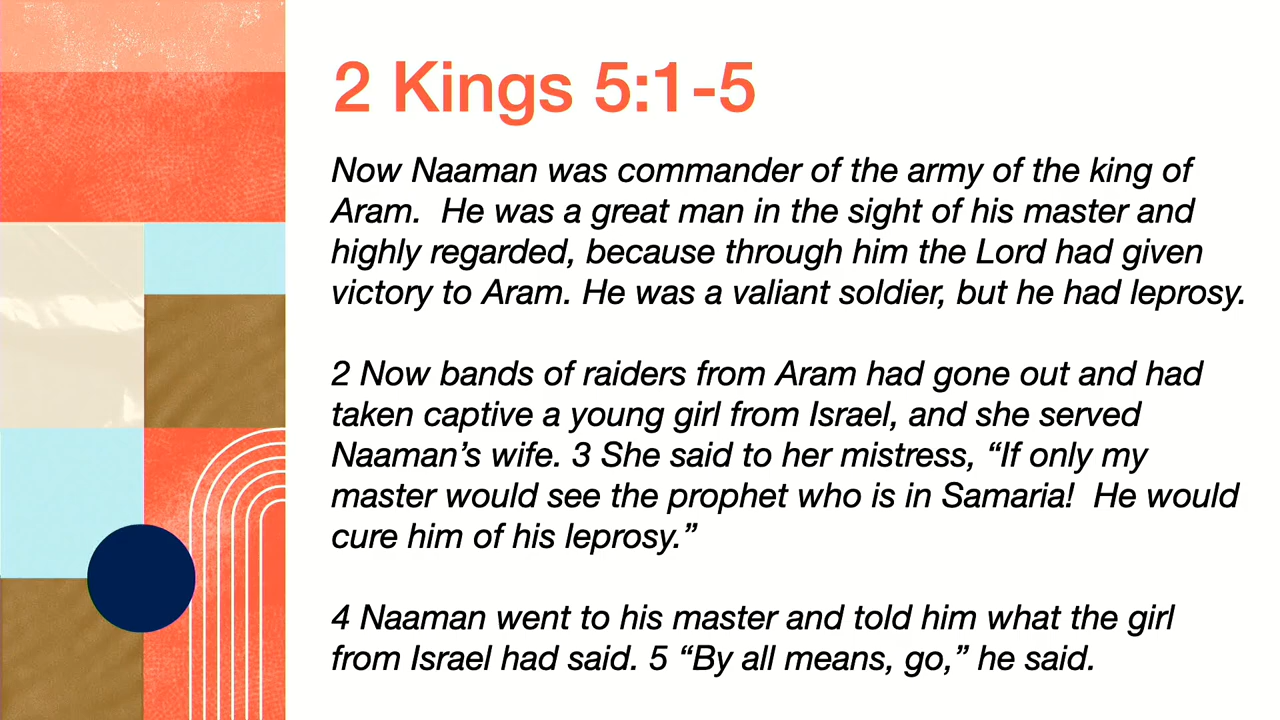 2 Kings 5:1-5
Now Naaman was commander of the army of the king of
Aram.  He was a great man in the sight of his master and
highly regarded, because through him the Lord had given
victory to Aram. He was a valiant soldier, but he had leprosy.
2 Now bands of raiders from Aram had gone out and had
taken captive a young girl from Israel, and she served
Naaman’s wife. 3 She said to her mistress, “If only my
master would see the prophet who is in Samaria!  He would
cure him of his leprosy.”
4 Naaman went to his master and told him what the girl
from Israel had said. 5 “By all means, go,” he said.